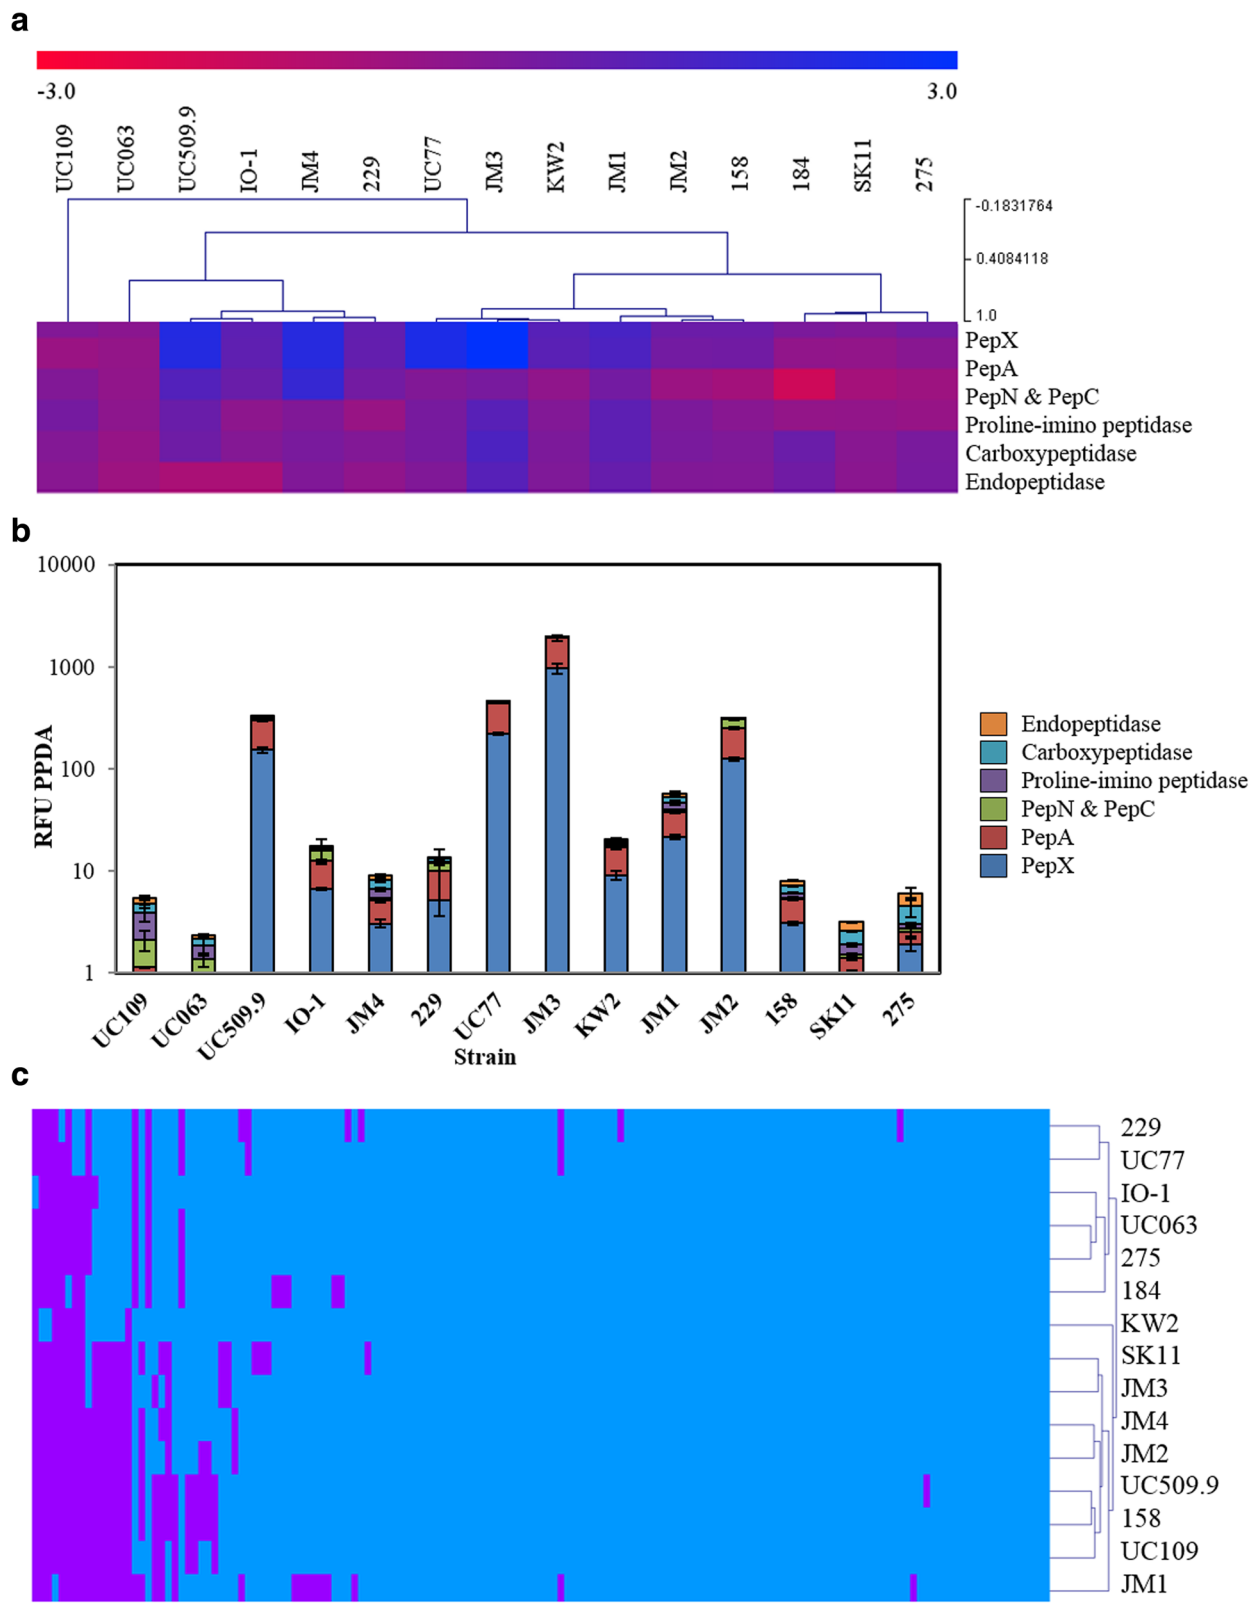 a
-3.0 3.0
UC109 UC063 UC509.9 IO-1 JM4 229 UC77 JM3 KW2 JM1 JM2 158 184 SK11 275
-0.1831764
0.4084118
1.0
PepX
PepA
PepN & PepC
Proline-imino peptidase
Carboxypeptidase
Endopeptidase
b
10000
1000
100
10
1
RFU PPDA
UC109 UC063 UC509.9 IO-1 JM4 229 UC77 JM3 KW2 JM1 JM2 158 SK11 275
Strain
Endopeptidase
Carboxypeptidase
Proline-imino peptidase
PepN & PepC
PepA
PepX
c
229
UC77
IO-1
UC063
275
184
KW2
SK11
JM3
JM4
JM2
UC509.9
158
UC109
JM1